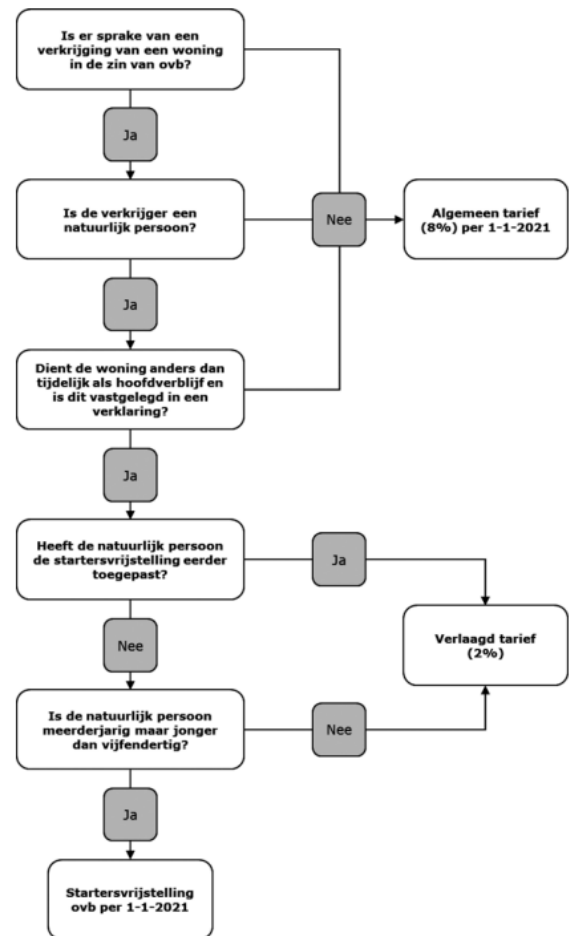 Is er sprake van een
verkrijging van een woning
in de zin van ovb?
Ja
Is de verkrijger een
natuurlijk persoon?
Nee
Algemeen tarief
(8%) per 1-1-2021
Ja
Dient de woning anders dan
tijdelijk als hoofdverblijf en
is dit vastgelegd in een
verklaring?
Ja
Heeft de natuurlijk persoon
de startersvrijstelling eerder
toegepast?
Ja
Verlaagd tarief
(2%)
Nee
Is de natuurlijk persoon
meerderjarig maar jonger
dan vijfendertig?
Nee
Ja
Startersvrijstelling
ovb per 1-1-2021